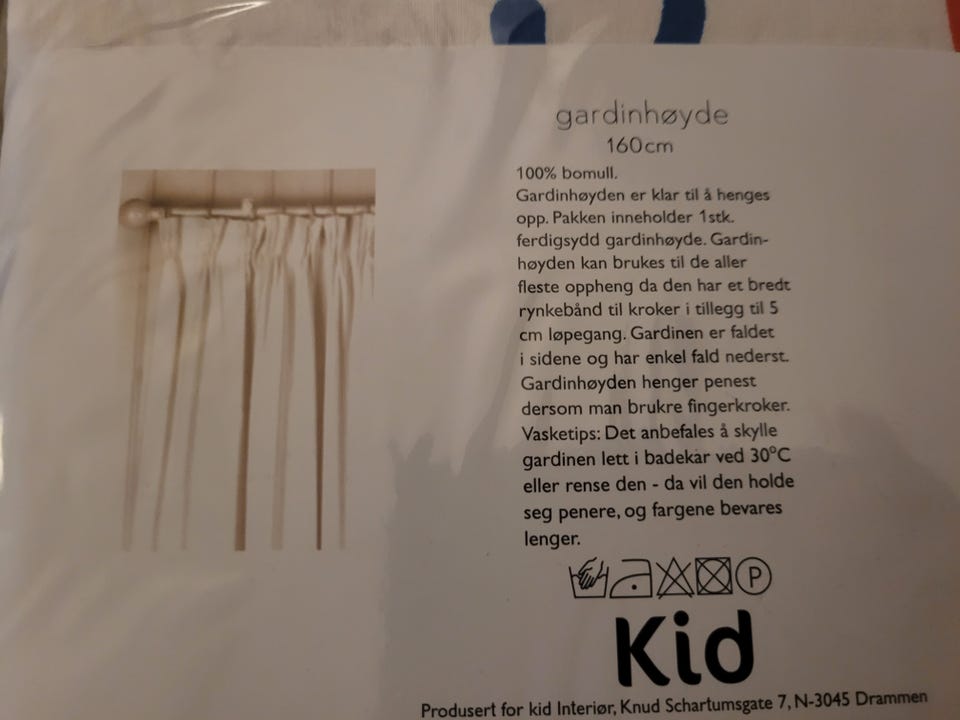 gardinhøyde
160cm
100% bomull.
Gardinhøyden er klar til å henges
opp. Pakken inneholder 1stk.
ferdigsydd gardinhøyde. Gardin-
høyden kan brukes til de aller
fleste oppheng da den har et bredt
rynkebånd til kroker i tillegg til 5
cm løpegang. Gardinen er faldet
i sidene og har enkel fald nederst.
Gardinhøyden henger penest
dersom man brukre fingerkroker.
Vasketips: Det anbefales å skylle
gardinen lett i badekar ved 30°C
eller rense den - da vil den holde
seg penere, og fargene bevares
lenger.
P
Kid
Produsert for kid Interiør, Knud Schartumsgate 7, N-3045 Drammen